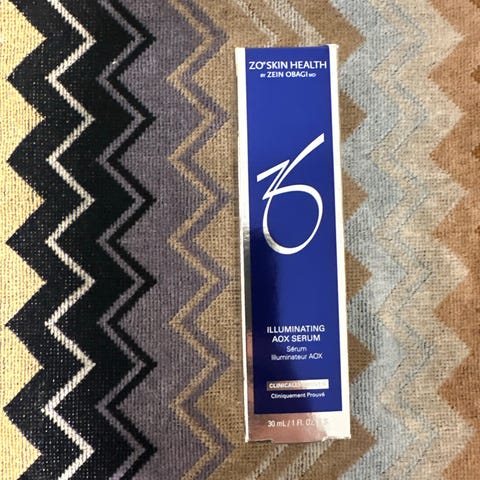 ZO® SKIN HEALTH
BY ZEIN OBAGI MD
ILLUMINATING
AOX SERUM
Sérum
Illuminateur AOX
CLINICALLY
Cliniquement Prouvé
30 mL / 1 FL. OZ.